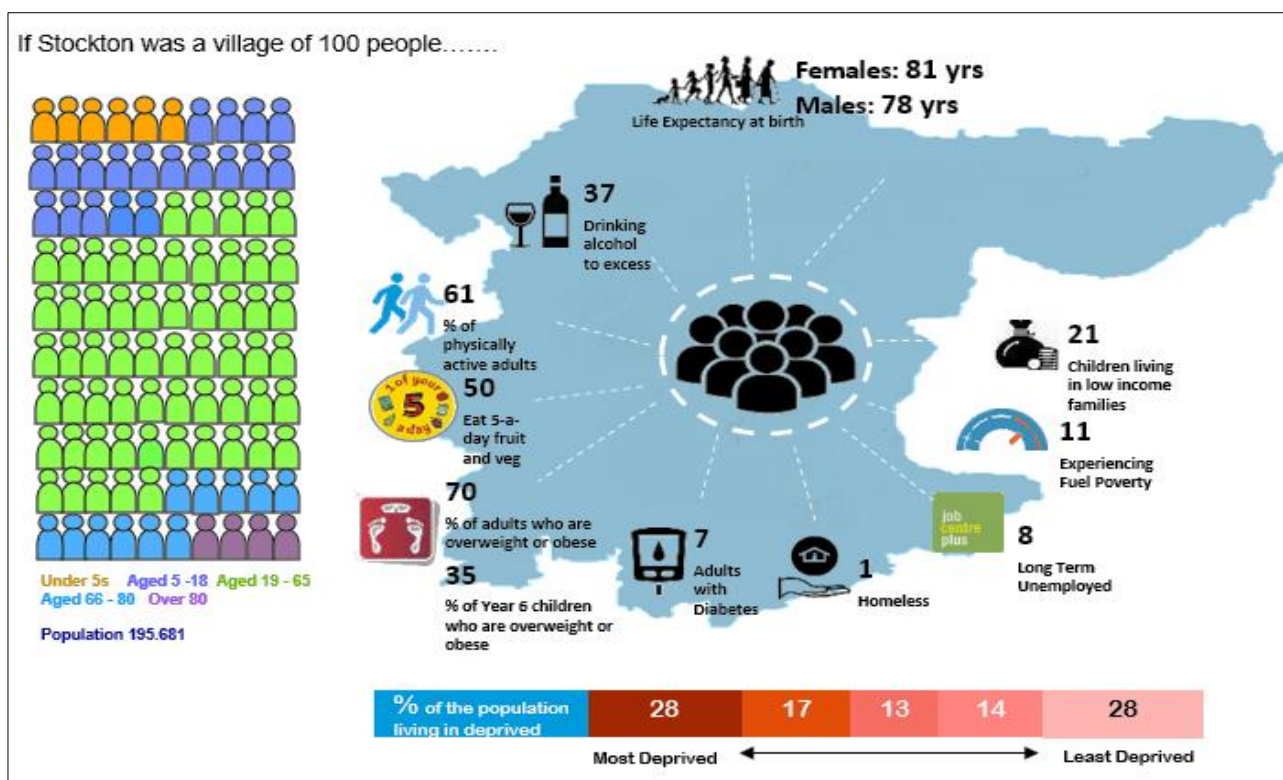 If Stockton was a village of 100 people.......
Females: 81 yrs
Males: 78 yrs
Life Expectancy at birth
37
Drinking
alcohol
to excess
61
% of
physically
active adults
1 of your
5
a day
50
Eat 5-a-
day fruit
and veg
70
% of adults who are
overweight or obese
35
% of Year 6 children
who are overweight or
obese
7
Adults
with
Diabetes
1
Homeless
job
centre
plus
8
Long Term
Unemployed
11
Experiencing
Fuel Poverty
21
Children living
in low income
families
Under 5s Aged 5 -18 Aged 19 - 65
Aged 66 - 80 Over 80
Population 195.681
% of the population
living in deprived
28 17 13 14 28
Most Deprived Least Deprived